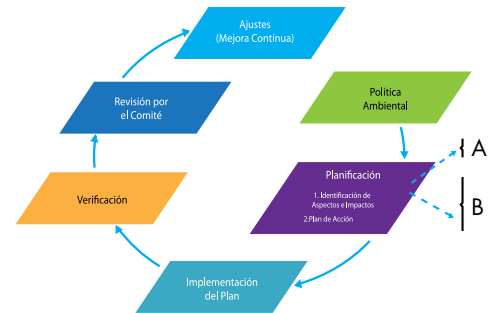 Ajustes
(Mejora Continua)
Revisión por
el Comité
Política
Ambiental
A
Planificación
1. Identificación de
Aspectos e Impactos
2.Plan de Acción
B
Verificación
Implementación
del Plan